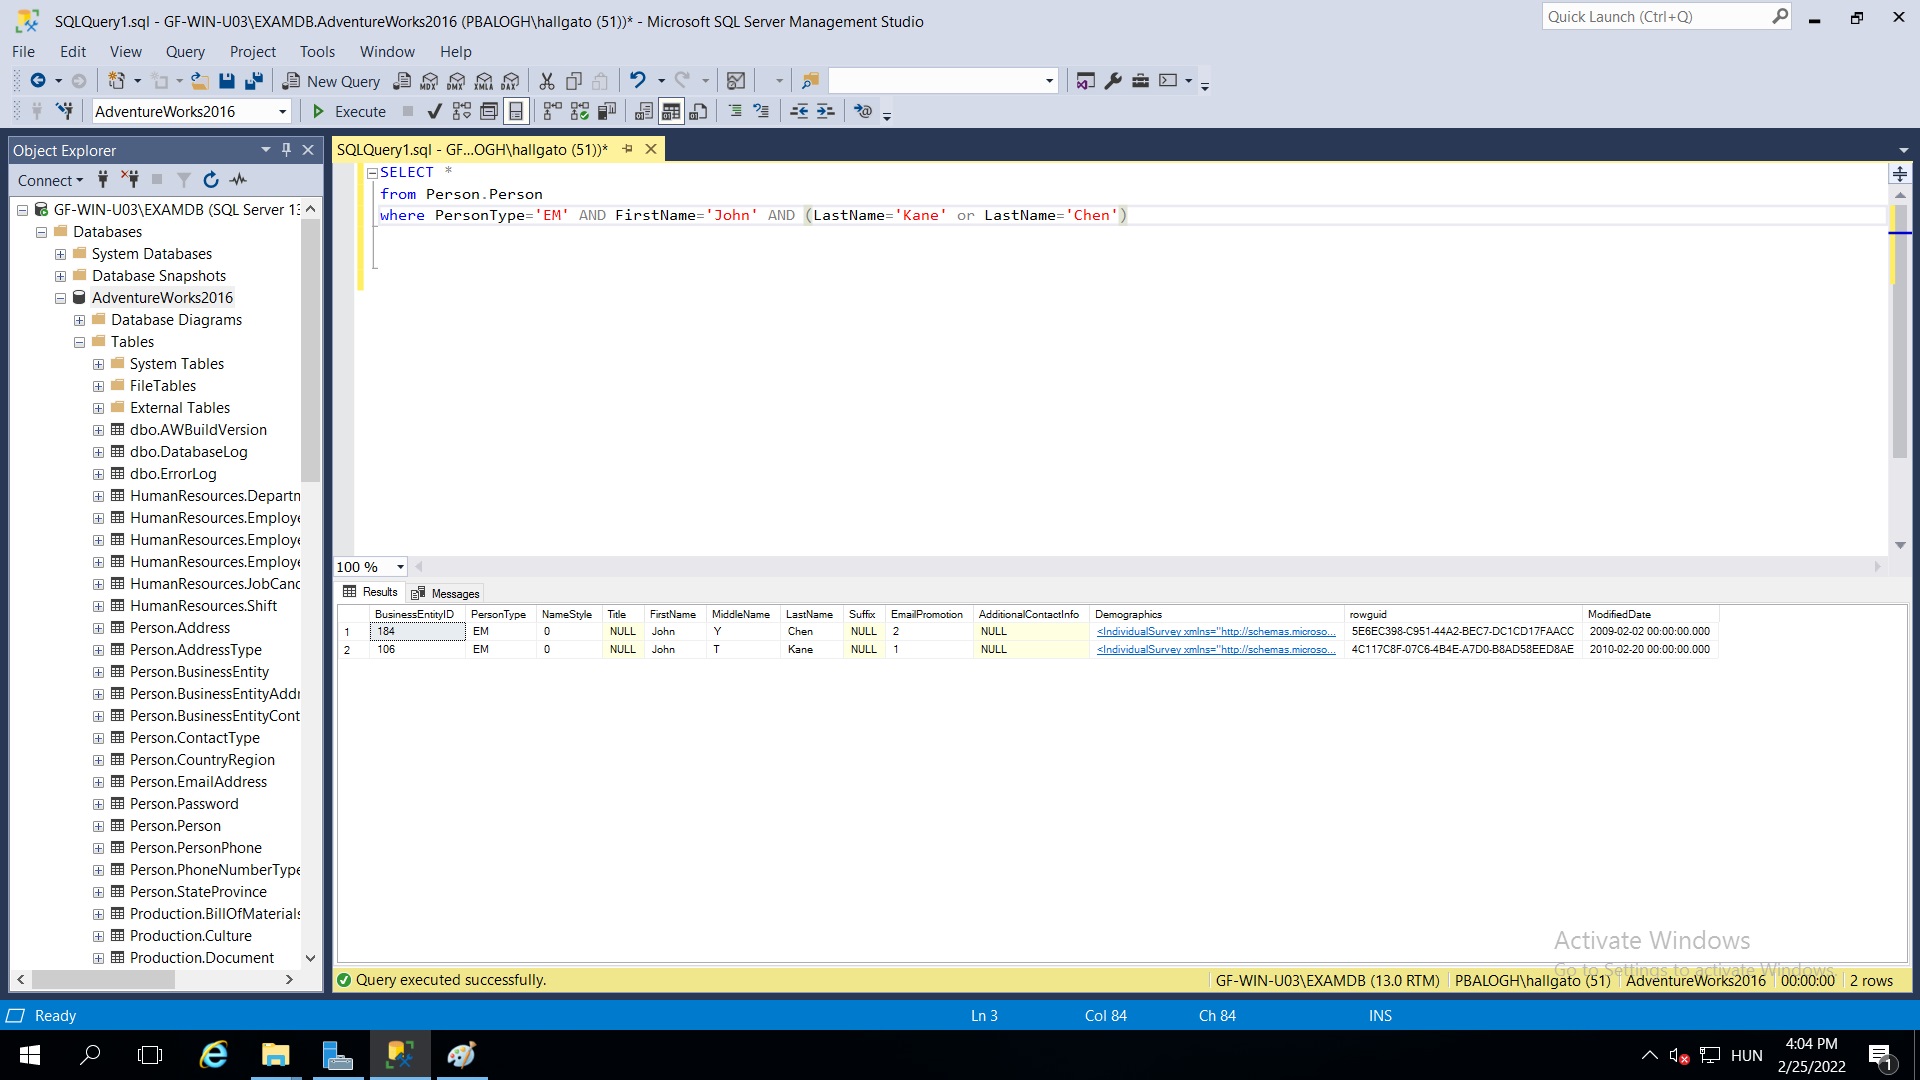 SQLQuery1.sql - GF-WIN-U03\EXAMDB.AdventureWorks2016 (PBALOGH\hallgato (51))* - Microsoft SQL Server Management Studio
Quick Launch (Ctrl+Q)
File Edit View Query Project Tools Window Help
New Query MDX DMX XMLA DAX
AdventureWorks2016 Execute
Object Explorer
Connect
GF-WIN-U03\EXAMDB (SQL Server 13
Databases
System Databases
Database Snapshots
AdventureWorks2016
Database Diagrams
Tables
System Tables
FileTables
External Tables
dbo.AWBuildVersion
dbo.DatabaseLog
dbo.ErrorLog
HumanResources.Departn
HumanResources.Employe
HumanResources.Employe
HumanResources.Employe
HumanResources.JobCanc
HumanResources.Shift
Person.Address
Person.AddressType
Person.BusinessEntity
Person.BusinessEntityAddr
Person.BusinessEntityCont
Person.ContactType
Person.CountryRegion
Person.EmailAddress
Person.Password
Person.Person
Person.PersonPhone
Person.PhoneNumberType
Person.StateProvince
Production.BillOfMaterials
Production.Culture
Production.Document
SQLQuery1.sql - GF...OGH\hallgato (51))*
SELECT *
from Person.Person
where PersonType='EM' AND FirstName='John' AND (LastName='Kane' or LastName='Chen')
100 %
Results Messages
BusinessEntityID PersonType NameStyle Title FirstName MiddleName LastName Suffix EmailPromotion AdditionalContactInfo Demographics rowguid ModifiedDate
1 184 EM 0 NULL John Y Chen NULL 2 NULL <IndividualSurvey xmlns="http://schemas.microso... 5E6EC398-C951-44A2-BEC7-DC1CD17FAACC 2009-02-02 00:00:00.000
2 106 EM 0 NULL John T Kane NULL 1 NULL <IndividualSurvey xmlns="http://schemas.microso... 4C117C8F-07C6-4B4E-A7D0-B8AD58EED8AE 2010-02-20 00:00:00.000
Activate Windows
Go to Settings to activate Windows.
Query executed successfully. GF-WIN-U03\EXAMDB (13.0 RTM) PBALOGH\hallgato (51) AdventureWorks2016 00:00:00 2 rows
Ready Ln 3 Col 84 Ch 84 INS
HUN 4:04 PM
2/25/2022 1